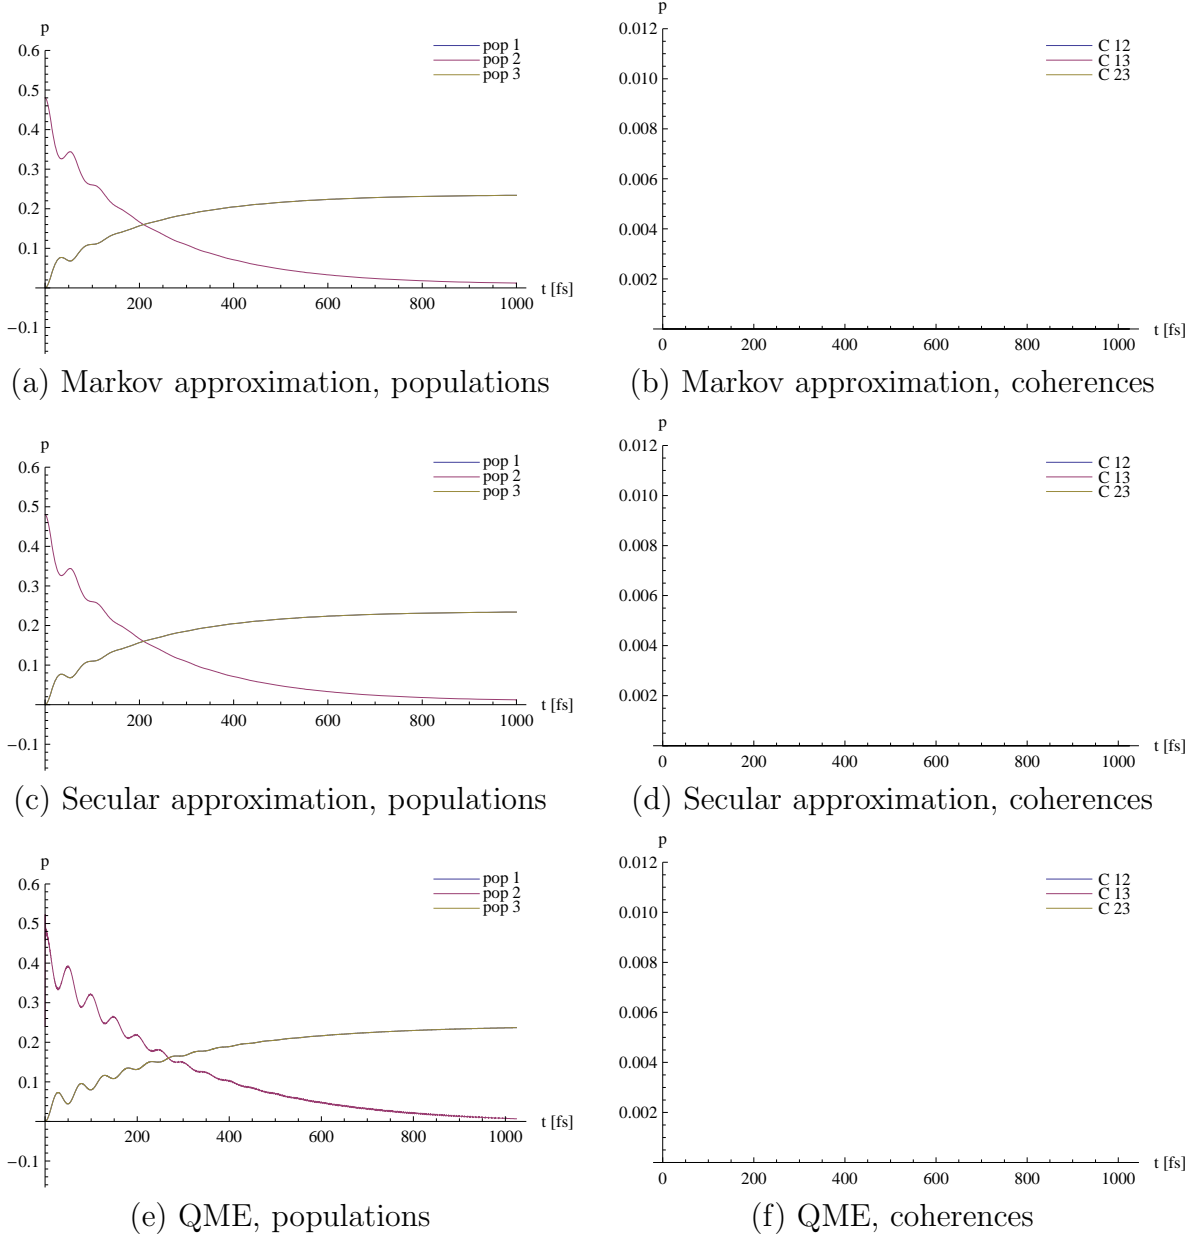 p
0.6
0.5
0.4
0.3
0.2
0.1
−0.1
200 400 600 800 1000
t [fs]
pop 1
pop 2
pop 3
(a) Markov approximation, populations
p
0.012
0.010
0.008
0.006
0.004
0.002
0 200 400 600 800 1000
t [fs]
C 12
C 13
C 23
(b) Markov approximation, coherences
p
0.6
0.5
0.4
0.3
0.2
0.1
−0.1
200 400 600 800 1000
t [fs]
pop 1
pop 2
pop 3
(c) Secular approximation, populations
p
0.012
0.010
0.008
0.006
0.004
0.002
0 200 400 600 800 1000
t [fs]
C 12
C 13
C 23
(d) Secular approximation, coherences
p
0.6
0.5
0.4
0.3
0.2
0.1
−0.1
200 400 600 800 1000
t [fs]
pop 1
pop 2
pop 3
(e) QME, populations
p
0.012
0.010
0.008
0.006
0.004
0.002
0 200 400 600 800 1000
t [fs]
C 12
C 13
C 23
(f) QME, coherences